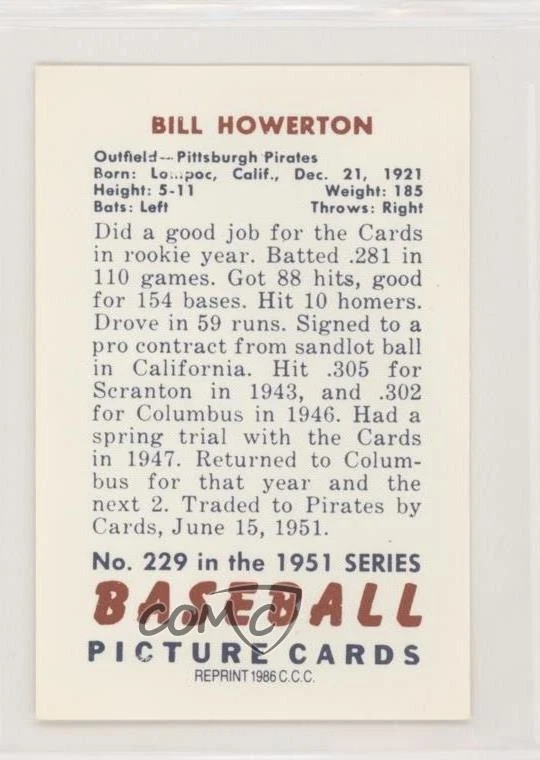 BILL HOWERTON
Outfield--Pittsburgh Pirates
Born: Lompoc, Calif., Dec. 21, 1921
Height: 5-11 Weight: 185
Bats: Left Throws: Right
Did a good job for the Cards
in rookie year. Batted .281 in
110 games. Got 88 hits, good
for 154 bases. Hit 10 homers.
Drove in 59 runs. Signed to a
pro contract from sandlot ball
in California. Hit .305 for
Scranton in 1943, and .302
for Columbus in 1946. Had a
spring trial with the Cards
in 1947. Returned to Colum-
bus for that year and the
next 2. Traded to Pirates by
Cards, June 15, 1951.
No. 229 in the 1951 SERIES
BASEBALL
COMC
PICTURE CARDS
REPRINT 1986 C.C.C.